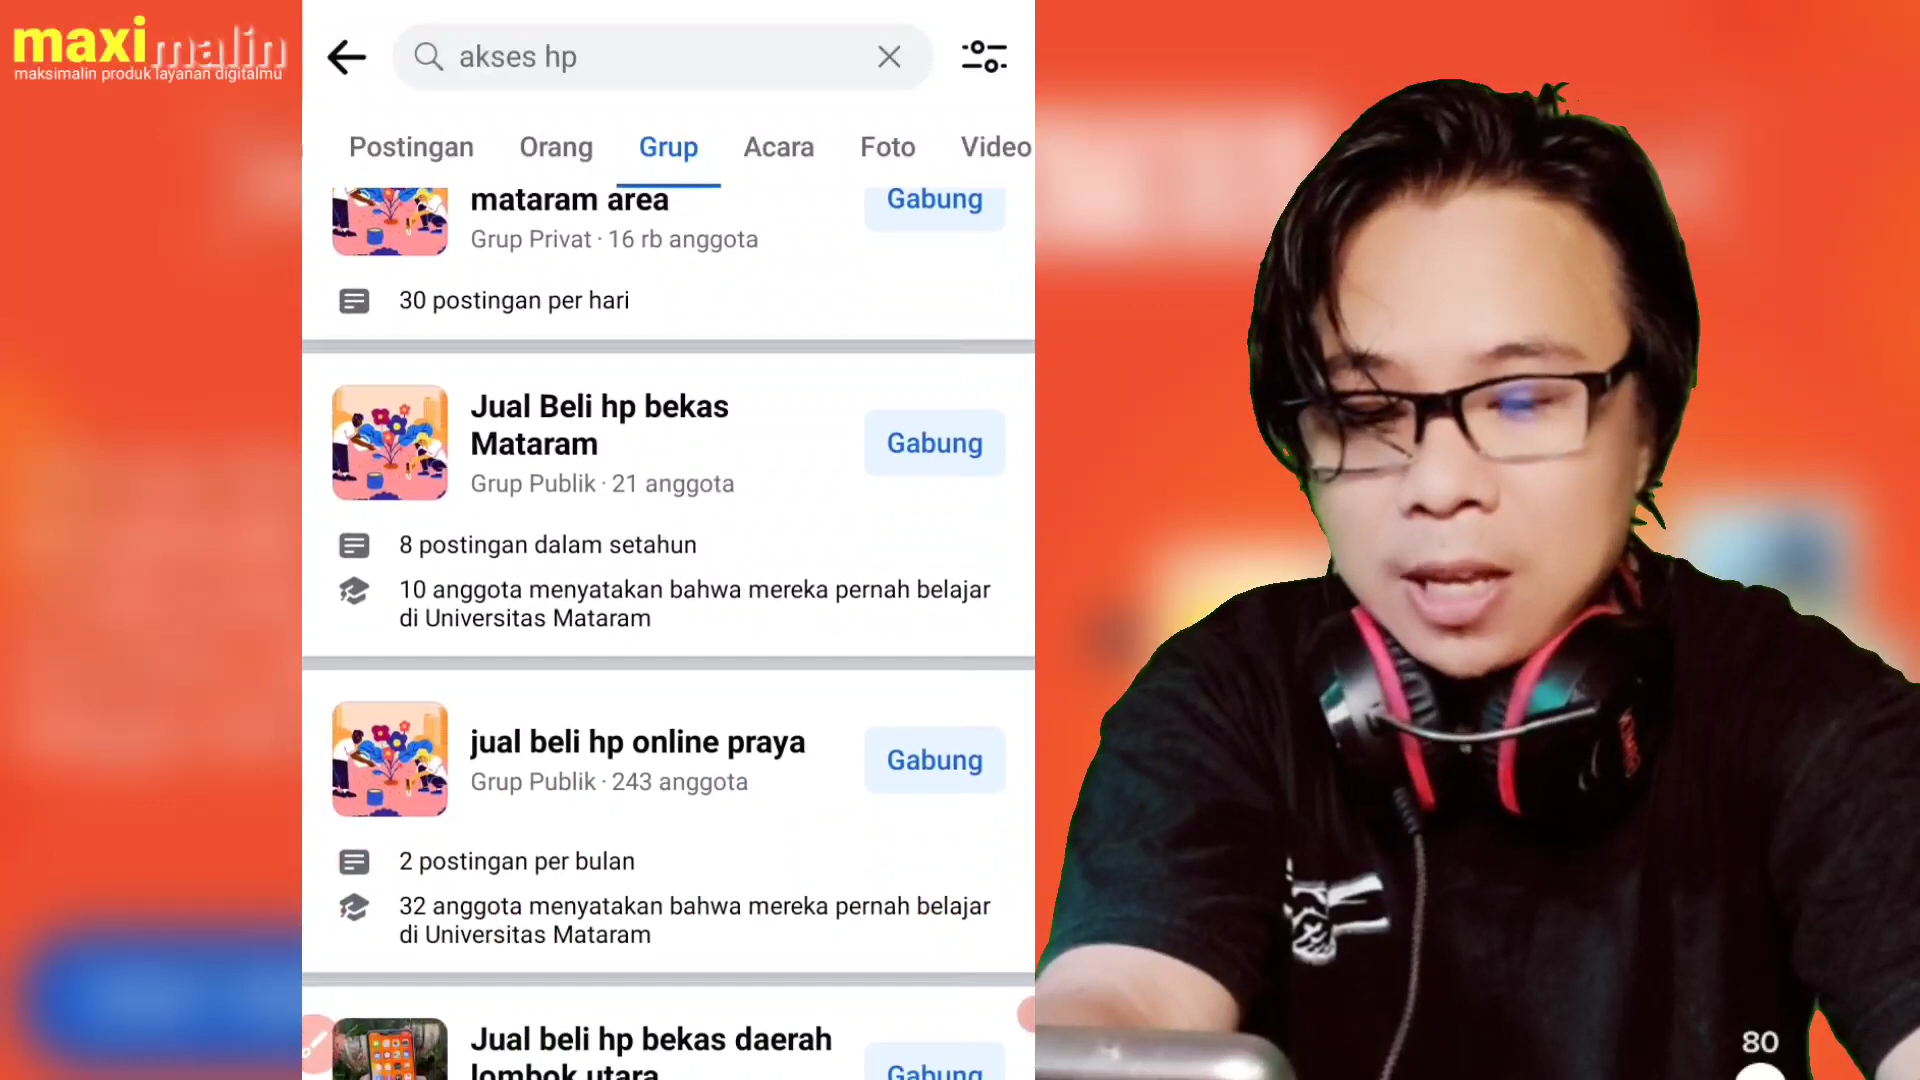 maximalin
maksimalin produk layanan digitalmu
akses hp
Postingan Orang Grup Acara Foto Video
mataram area
Gabung
Grup Privat · 16 rb anggota
30 postingan per hari
Jual Beli hp bekas
Mataram
Gabung
Grup Publik · 21 anggota
8 postingan dalam setahun
10 anggota menyatakan bahwa mereka pernah belajar
di Universitas Mataram
jual beli hp online praya
Gabung
Grup Publik · 243 anggota
2 postingan per bulan
32 anggota menyatakan bahwa mereka pernah belajar
di Universitas Mataram
Jual beli hp bekas daerah
lombok utara
Gabung
80